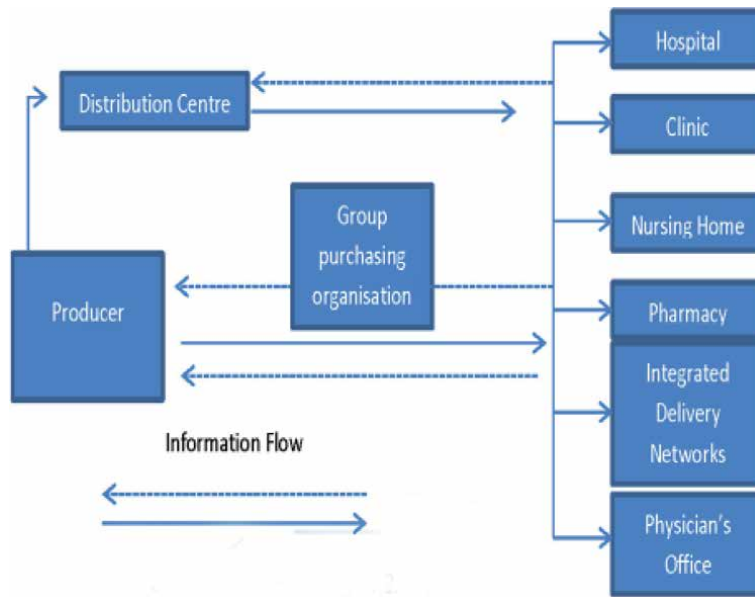 Hospital
Distribution Centre
Clinic
Group
purchasing
organisation
Nursing Home
Producer
Pharmacy
Integrated
Delivery
Networks
Information Flow
Physician's
Office